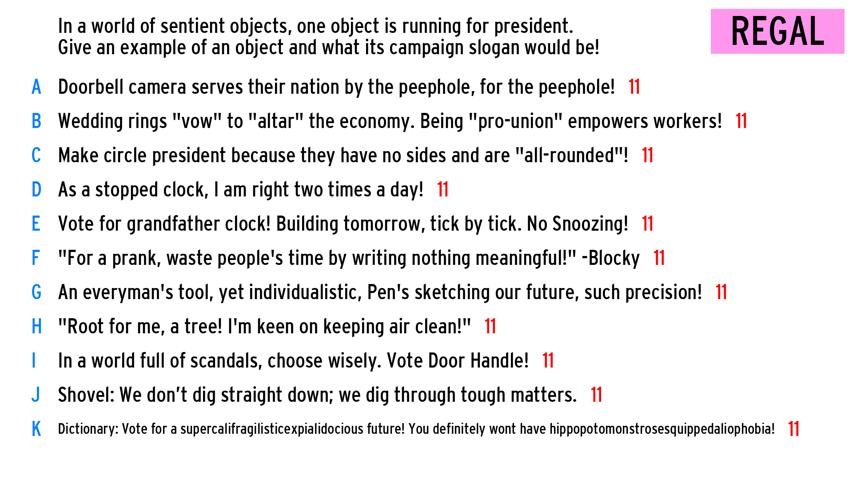 In a world of sentient objects, one object is running for president.
Give an example of an object and what its campaign slogan would be!
REGAL
A Doorbell camera serves their nation by the peephole, for the peephole! 11
B Wedding rings "vow" to "altar" the economy. Being "pro-union" empowers workers! 11
C Make circle president because they have no sides and are "all-rounded"! 11
D As a stopped clock, I am right two times a day! 11
E Vote for grandfather clock! Building tomorrow, tick by tick. No Snoozing! 11
F "For a prank, waste people's time by writing nothing meaningful!" -Blocky 11
G An everyman's tool, yet individualistic, Pen's sketching our future, such precision! 11
H "Root for me, a tree! I'm keen on keeping air clean!" 11
I In a world full of scandals, choose wisely. Vote Door Handle! 11
J Shovel: We don’t dig straight down; we dig through tough matters. 11
K Dictionary: Vote for a supercalifragilisticexpialidocious future! You definitely wont have hippopotomonstrosesquippedaliophobia! 11